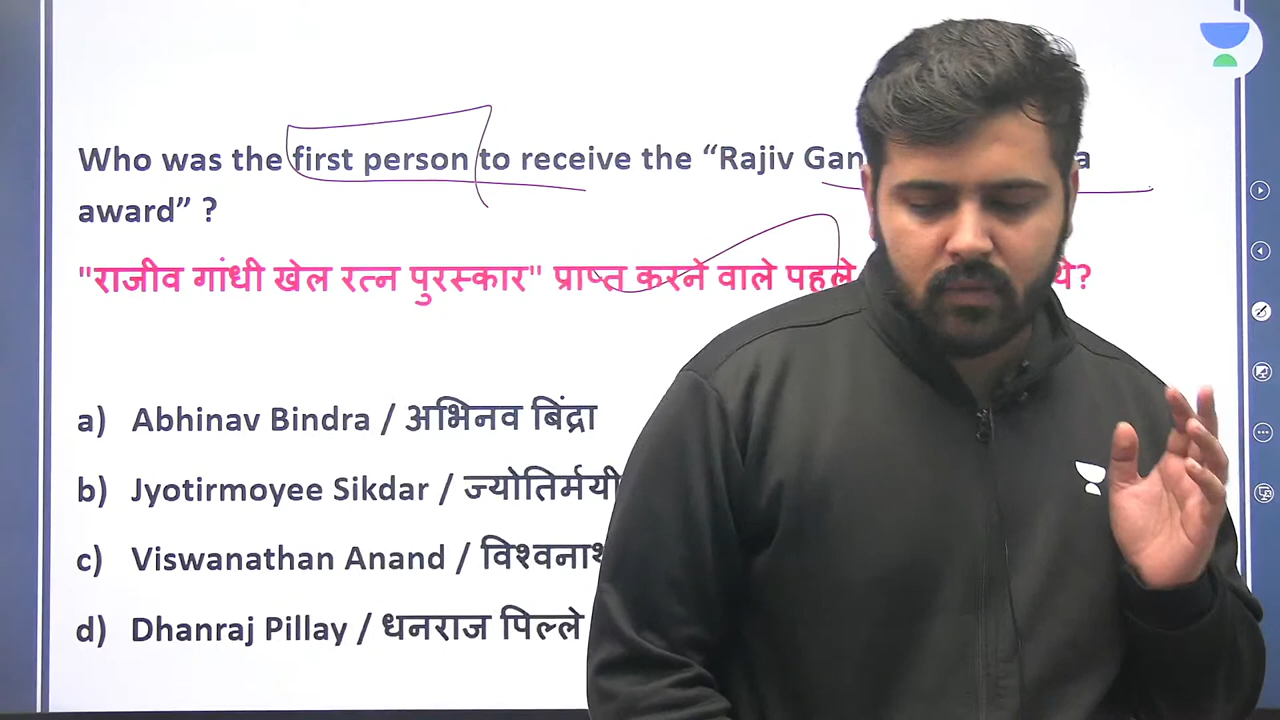 Who was the first person to receive the “Rajiv Gan
award” ?
"राजीव गांधी खेल रत्न पुरस्कार" प्राप्त करने वाले पहले थे?
a) Abhinav Bindra / अभिनव बिंद्रा
b) Jyotirmoyee Sikdar / ज्योतिर्मयी
c) Viswanathan Anand /
d) Dhanraj Pillay / धनराज पिल्ले